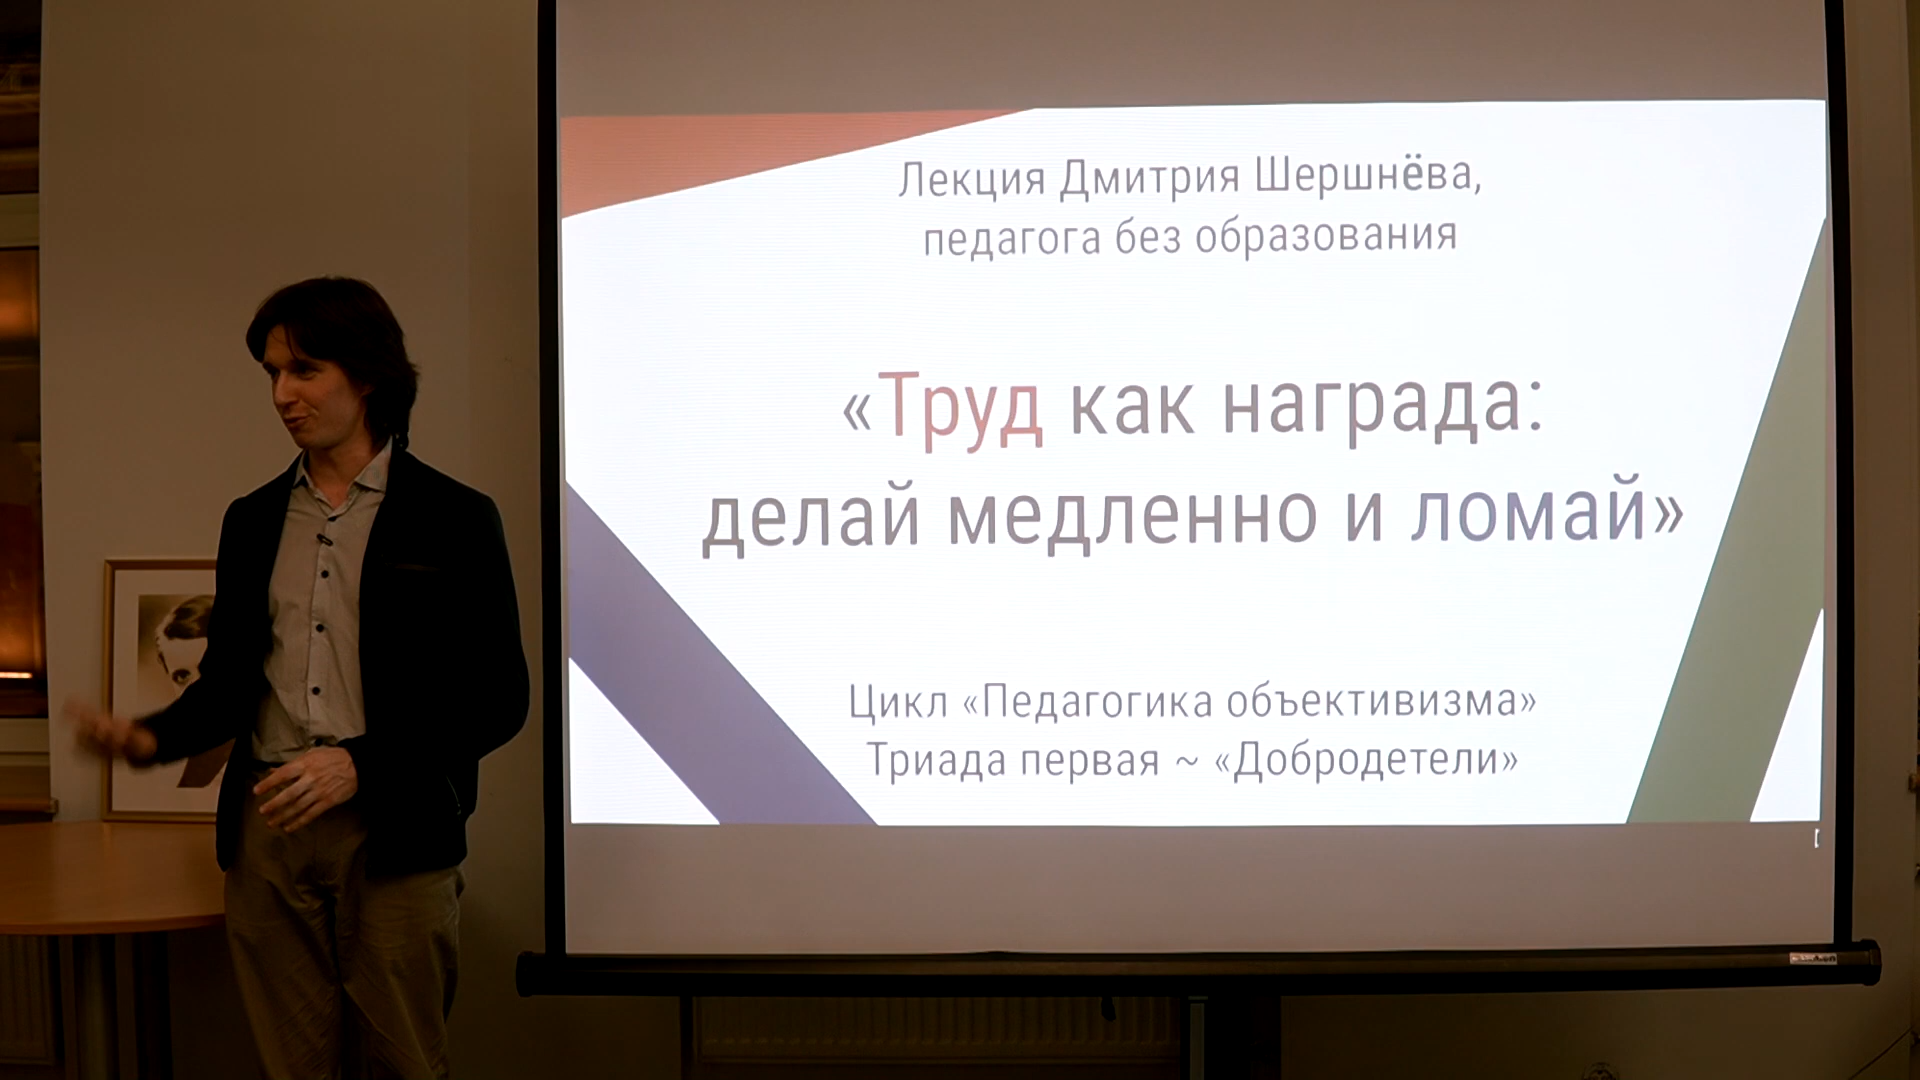 Лекция Дмитрия Шершнёва,
педагога без образования
«Труд как награда:
делай медленно и ломай»
Цикл «Педагогика объективизма»
Триада первая ~ «Добродетели»